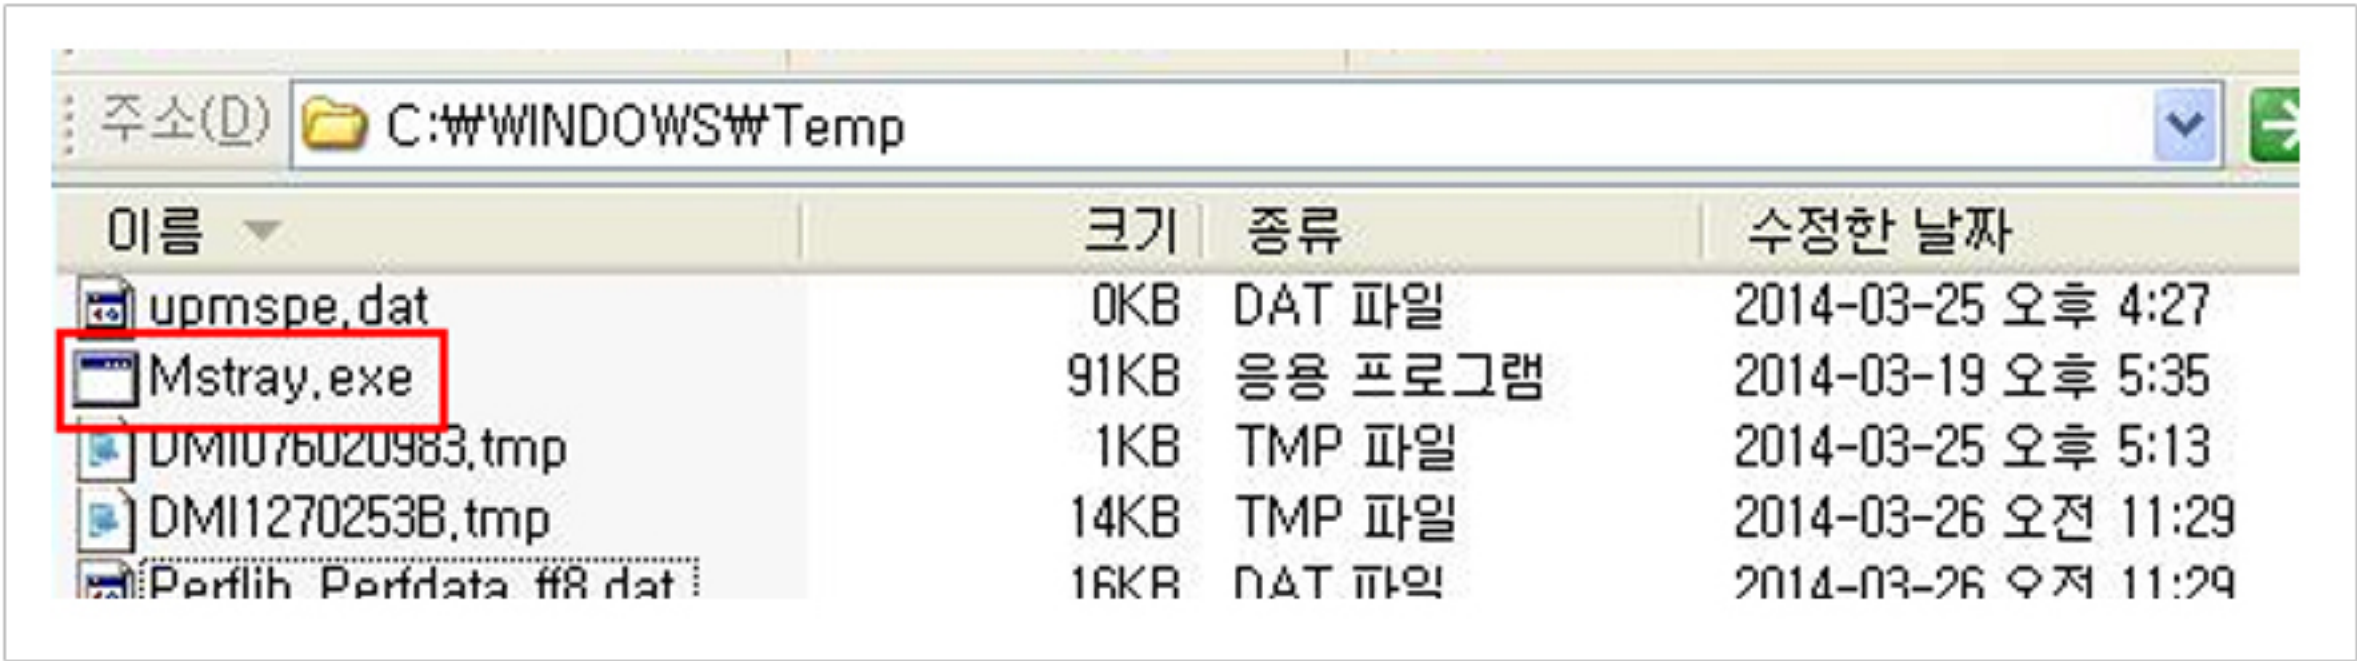 주소(D) C:₩WINDOWS₩Temp
이름 크기 종류 수정한 날짜
upmspe.dat 0KB DAT 파일 2014-03-25 오후 4:27
Mstray.exe 91KB 응용 프로그램 2014-03-19 오후 5:35
DMI076020983.tmp 1KB TMP 파일 2014-03-25 오후 5:13
DMI1270253B.tmp 14KB TMP 파일 2014-03-26 오전 11:29
Perflib_Perfdata_ff8.dat 16KB DAT 파일 2014-03-26 오전 11:29